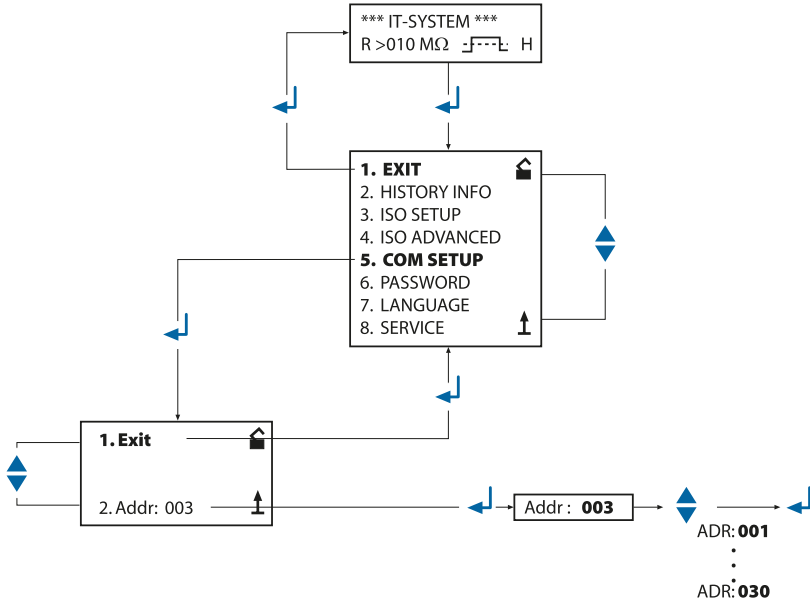 *** IT-SYSTEM ***
R >010 MΩ H
1. EXIT
2. HISTORY INFO
3. ISO SETUP
4. ISO ADVANCED
5. COM SETUP
6. PASSWORD
7. LANGUAGE
8. SERVICE
1. Exit
2. Addr: 003
Addr : 003
ADR: 001
ADR: 030